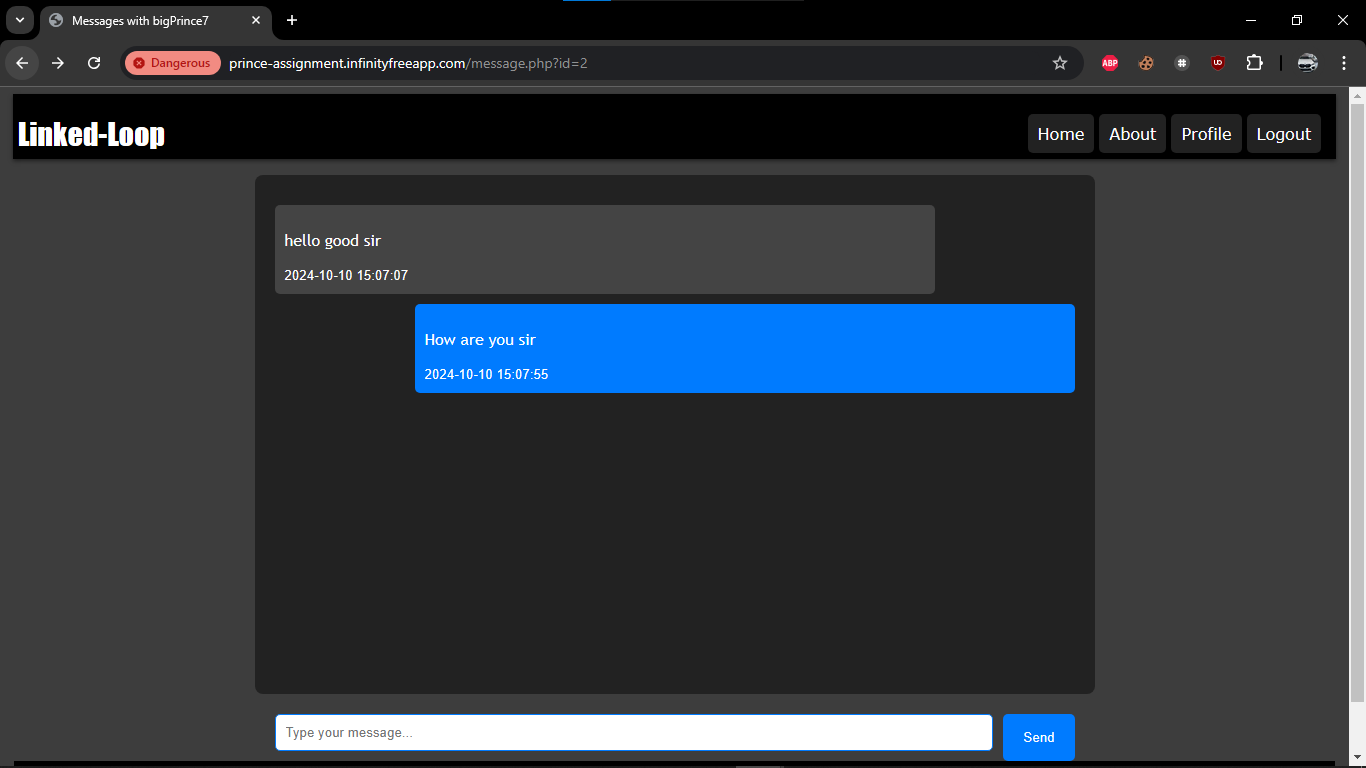 Messages with bigPrince7
Dangerous
prince-assignment.infinityfreeapp.com/message.php?id=2
ABP
UD
Linked-Loop
Home
About
Profile
Logout
hello good sir
2024-10-10 15:07:07
How are you sir
2024-10-10 15:07:55
Type your message...
Send